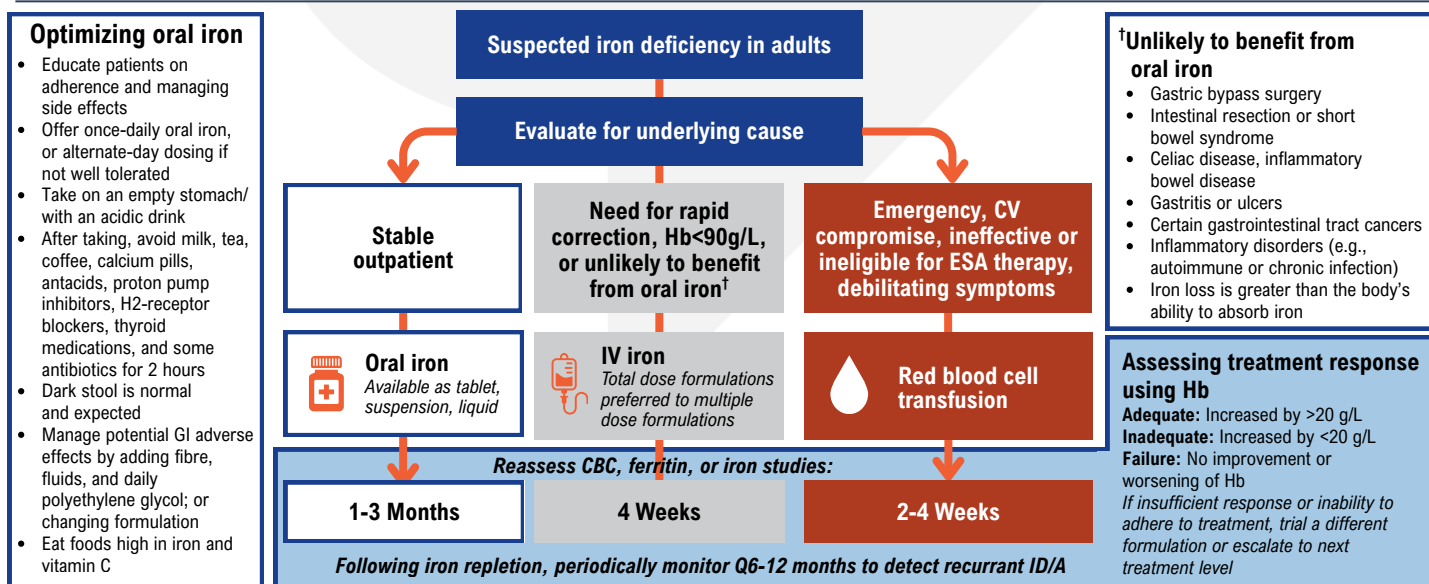 Optimizing oral iron
• Educate patients on
adherence and managing
side effects
• Offer once-daily oral iron,
or alternate-day dosing if
not well tolerated
• Take on an empty stomach/
with an acidic drink
• After taking, avoid milk, tea,
coffee, calcium pills,
antacids, proton pump
inhibitors, H2-receptor
blockers, thyroid
medications, and some
antibiotics for 2 hours
• Dark stool is normal
and expected
• Manage potential GI adverse
effects by adding fibre,
fluids, and daily
polyethylene glycol; or
changing formulation
• Eat foods high in iron and
vitamin C
Suspected iron deficiency in adults
Evaluate for underlying cause
Stable
outpatient
Need for rapid
correction, Hb<90g/L,
or unlikely to benefit
from oral iron†
Emergency, CV
compromise, ineffective or
ineligible for ESA therapy,
debilitating symptoms
Oral iron
Available as tablet,
suspension, liquid
IV iron
Total dose formulations
preferred to multiple
dose formulations
Red blood cell
transfusion
Reassess CBC, ferritin, or iron studies:
1-3 Months
4 Weeks
2-4 Weeks
Following iron repletion, periodically monitor Q6-12 months to detect recurrant ID/A
†Unlikely to benefit from
oral iron
• Gastric bypass surgery
• Intestinal resection or short
bowel syndrome
• Celiac disease, inflammatory
bowel disease
• Gastritis or ulcers
• Certain gastrointestinal tract cancers
• Inflammatory disorders (e.g.,
autoimmune or chronic infection)
• Iron loss is greater than the body's
ability to absorb iron
Assessing treatment response
using Hb
Adequate: Increased by >20 g/L
Inadequate: Increased by <20 g/L
Failure: No improvement or
worsening of Hb
If insufficient response or inability to
adhere to treatment, trial a different
formulation or escalate to next
treatment level